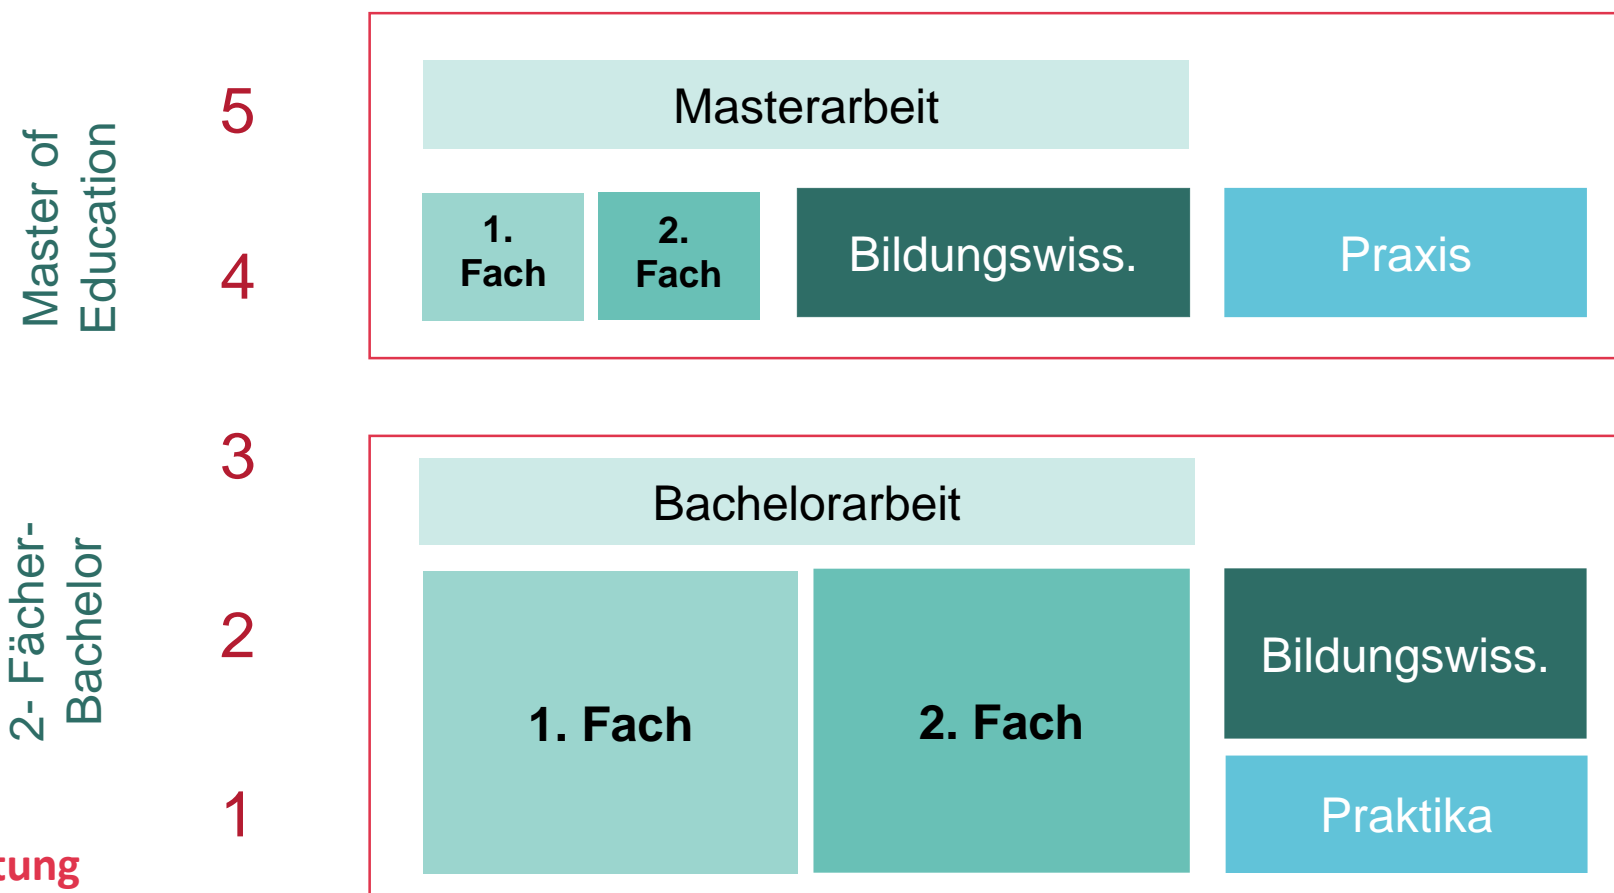 Master of
Education
5
Masterarbeit
4
1.
Fach
2.
Fach
Bildungswiss.
Praxis
2- Fächer-
Bachelor
3
Bachelorarbeit
2
1. Fach
2. Fach
Bildungswiss.
1
Praktika
tung